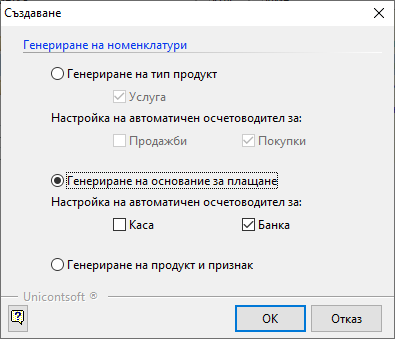 Създаване
Генериране на номенклатури
Генериране на тип продукт
Услуга
Настройка на автоматичен осчетоводител за:
Продажби Покупки
Генериране на основание за плащане
Настройка на автоматичен осчетоводител за:
Каса Банка
Генериране на продукт и признак
Unicontsoft ®
? OK Отказ